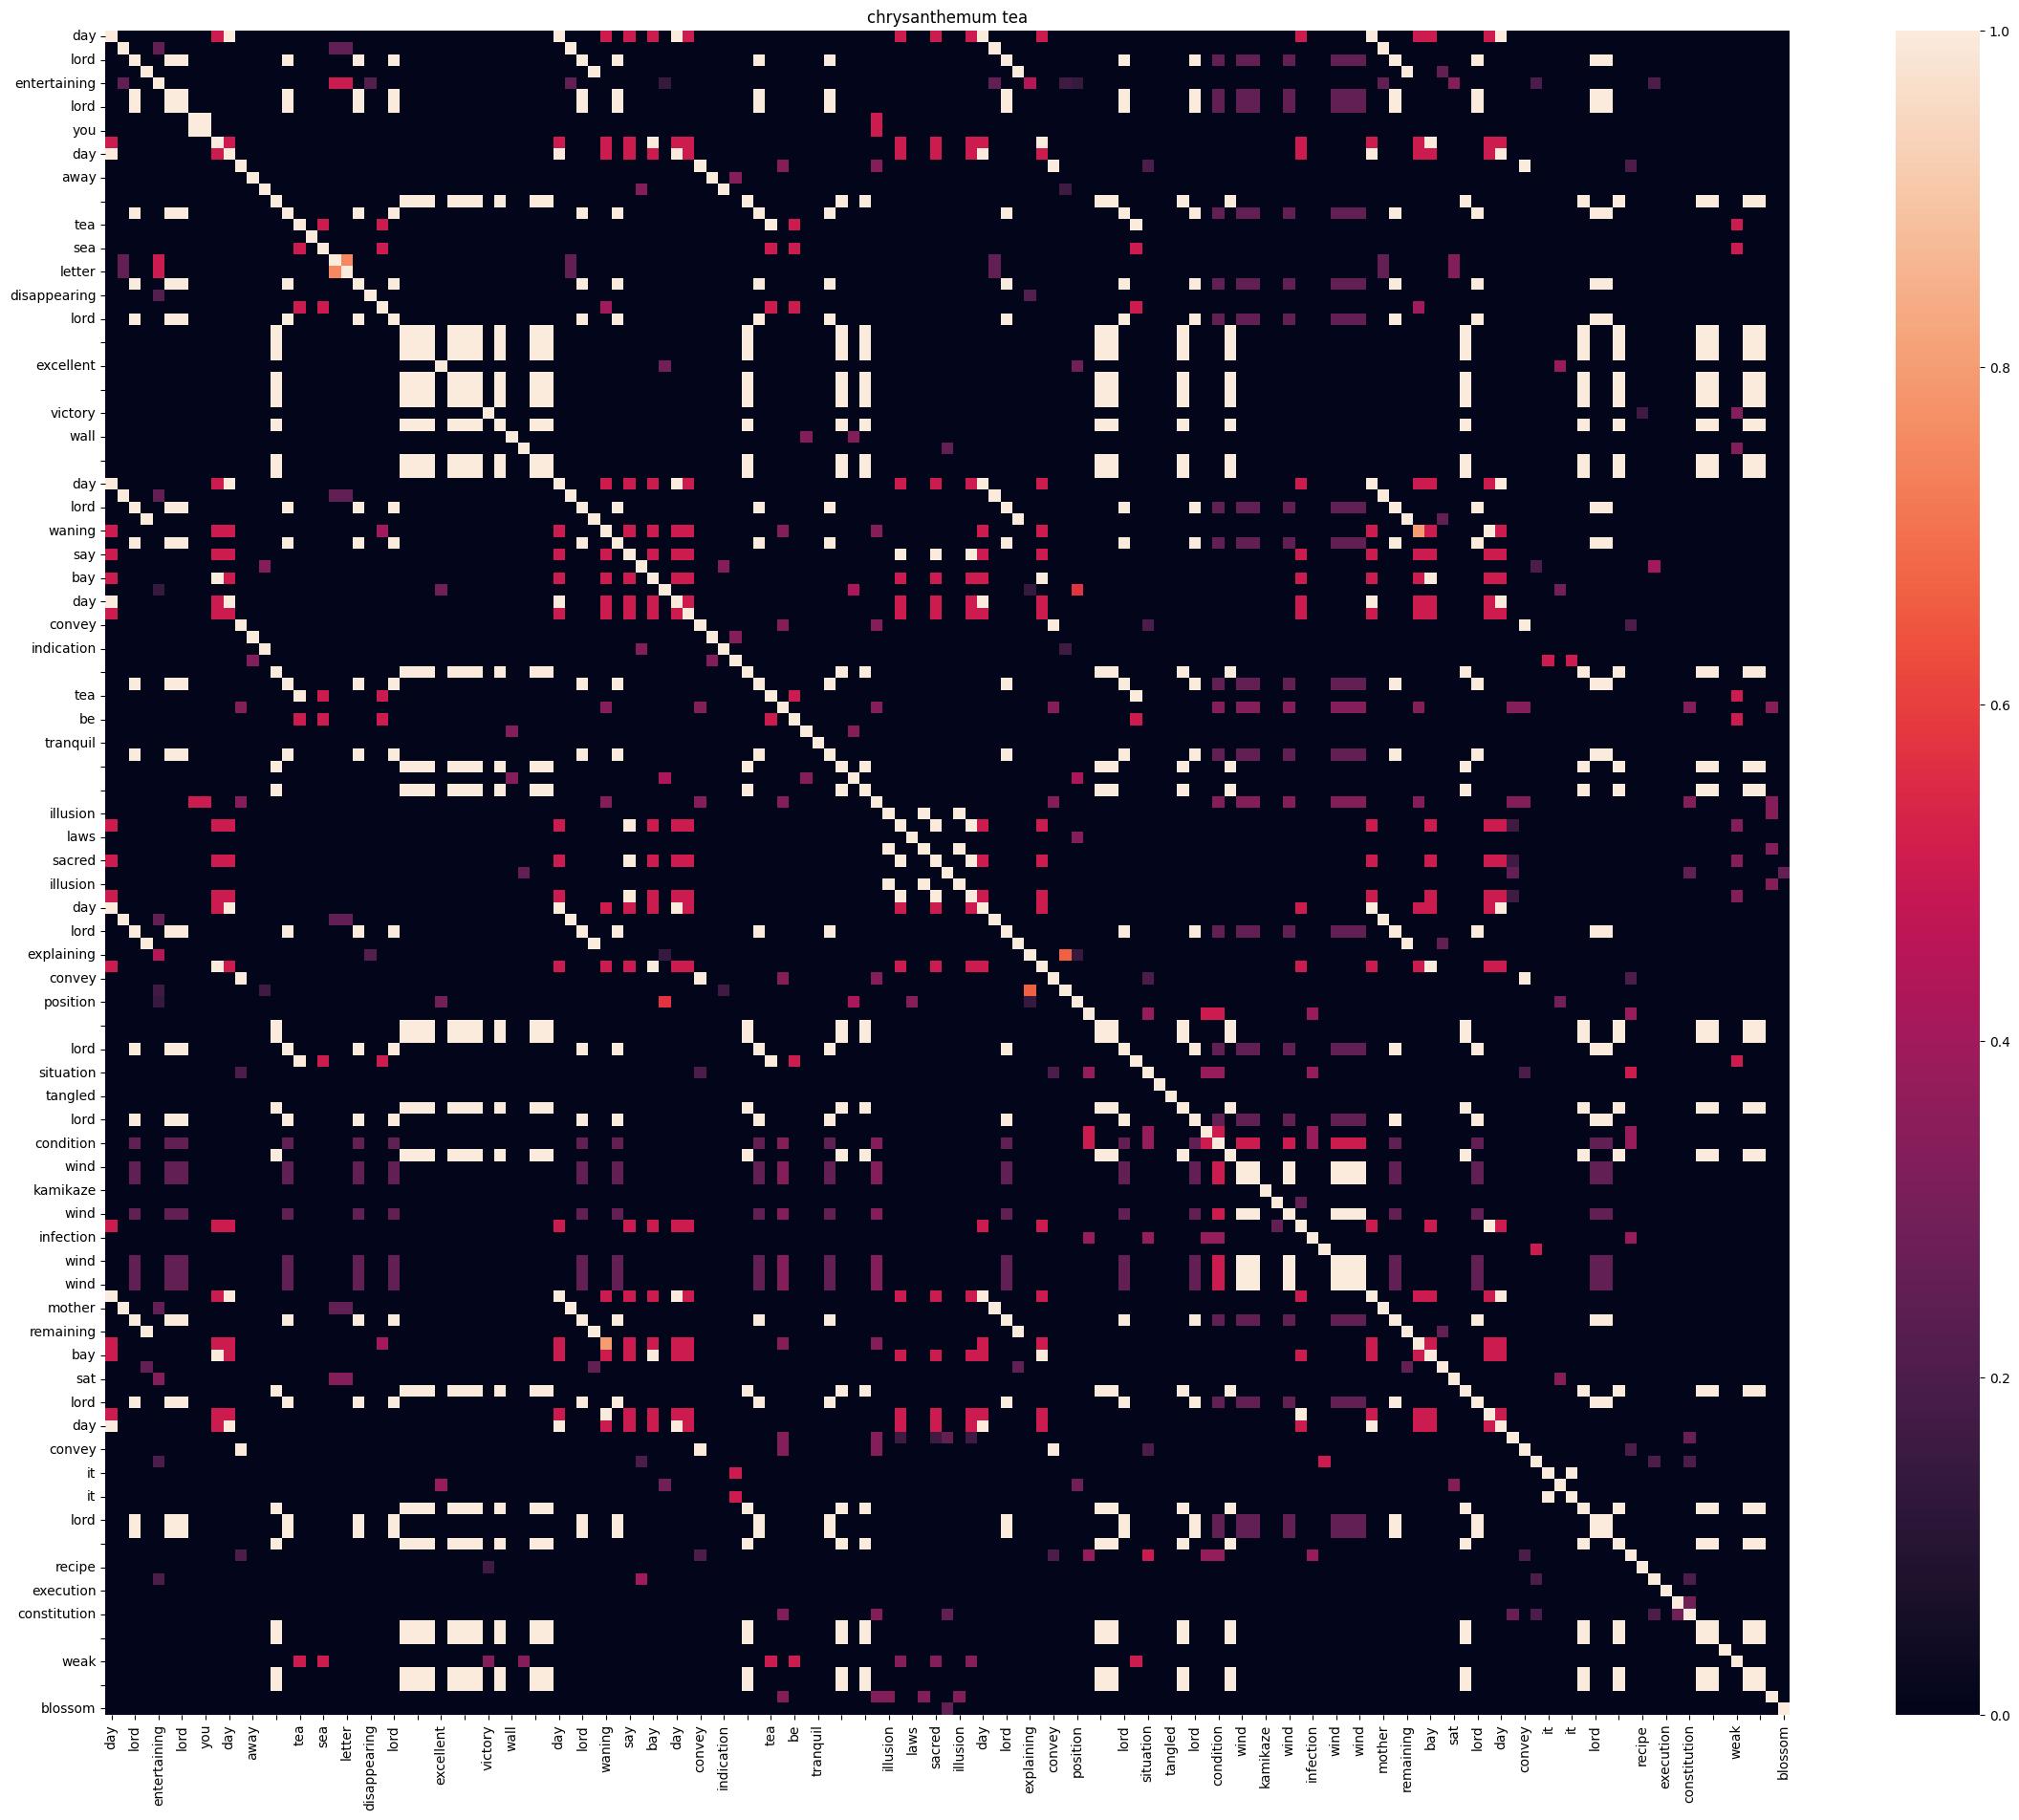 chrysanthemum tea
day
lord
entertaining
lord
you
day
away
tea
sea
letter
disappearing
lord
excellent
victory
wall
day
lord
waning
say
bay
day
convey
indication
tea
be
tranquil
illusion
laws
sacred
illusion
day
lord
explaining
convey
position
lord
situation
tangled
lord
condition
wind
kamikaze
wind
infection
wind
wind
mother
remaining
bay
sat
lord
day
convey
it
it
lord
recipe
execution
constitution
weak
blossom
day
lord
entertaining
lord
you
day
away
tea
sea
letter
disappearing
lord
excellent
victory
wall
day
lord
waning
say
bay
day
convey
indication
tea
be
tranquil
illusion
laws
sacred
illusion
day
lord
explaining
convey
position
lord
situation
tangled
lord
condition
wind
kamikaze
wind
infection
wind
wind
mother
remaining
bay
sat
lord
day
convey
it
it
lord
recipe
execution
constitution
weak
blossom
1.0
0.8
0.6
0.4
0.2
0.0